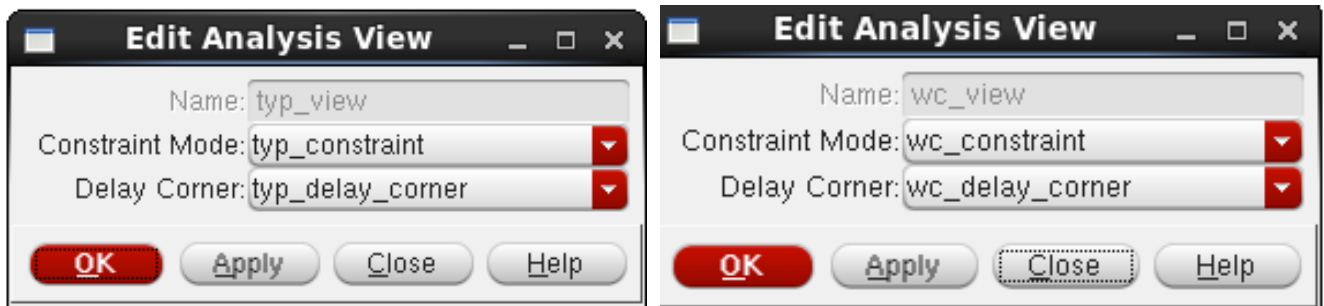 Edit Analysis View
Name: typ_view
Constraint Mode: typ_constraint
Delay Corner: typ_delay_corner
OK Apply Close Help
Edit Analysis View
Name: wc_view
Constraint Mode: wc_constraint
Delay Corner: wc_delay_corner
OK Apply Close Help